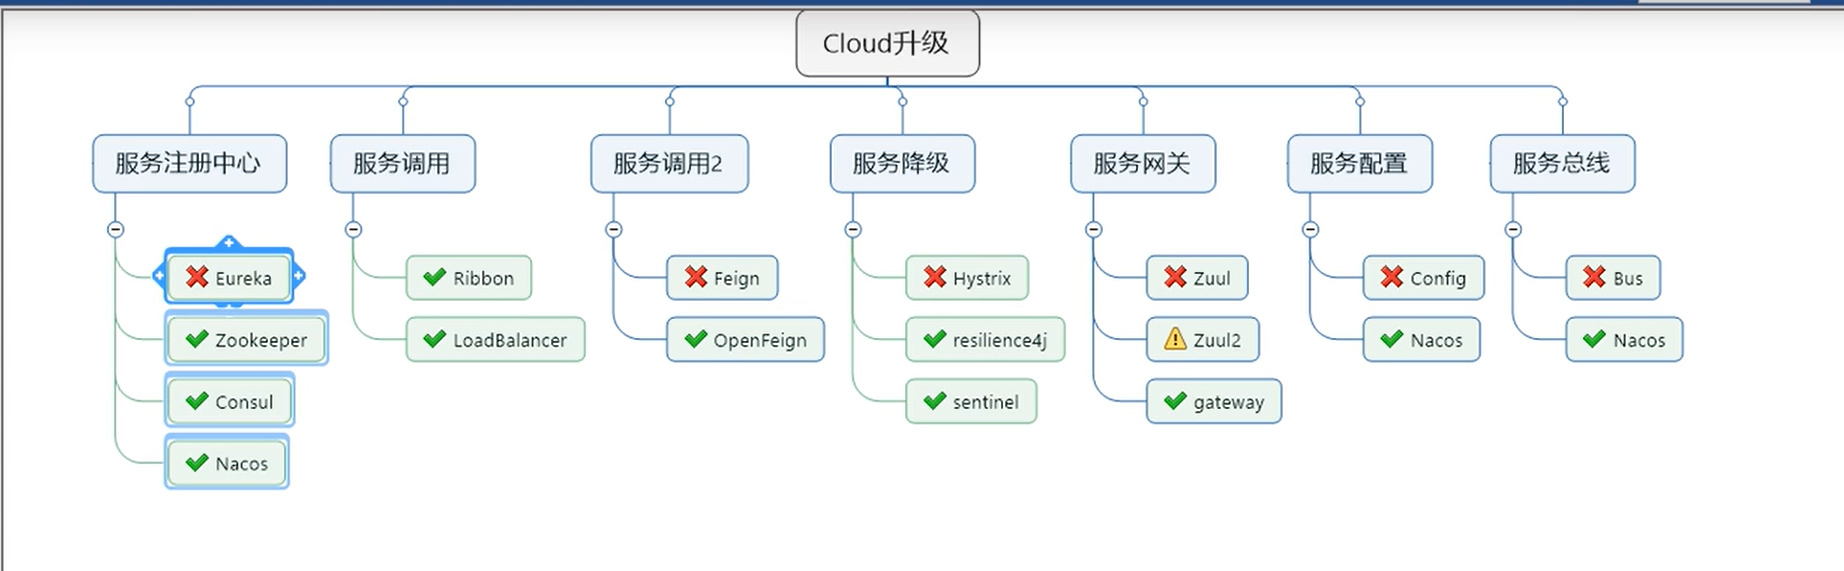 Cloud升级
服务注册中心
Eureka
Zookeeper
Consul
Nacos
服务调用
Ribbon
LoadBalancer
服务调用2
Feign
OpenFeign
服务降级
Hystrix
resilience4j
sentinel
服务网关
Zuul
Zuul2
gateway
服务配置
Config
Nacos
服务总线
Bus
Nacos